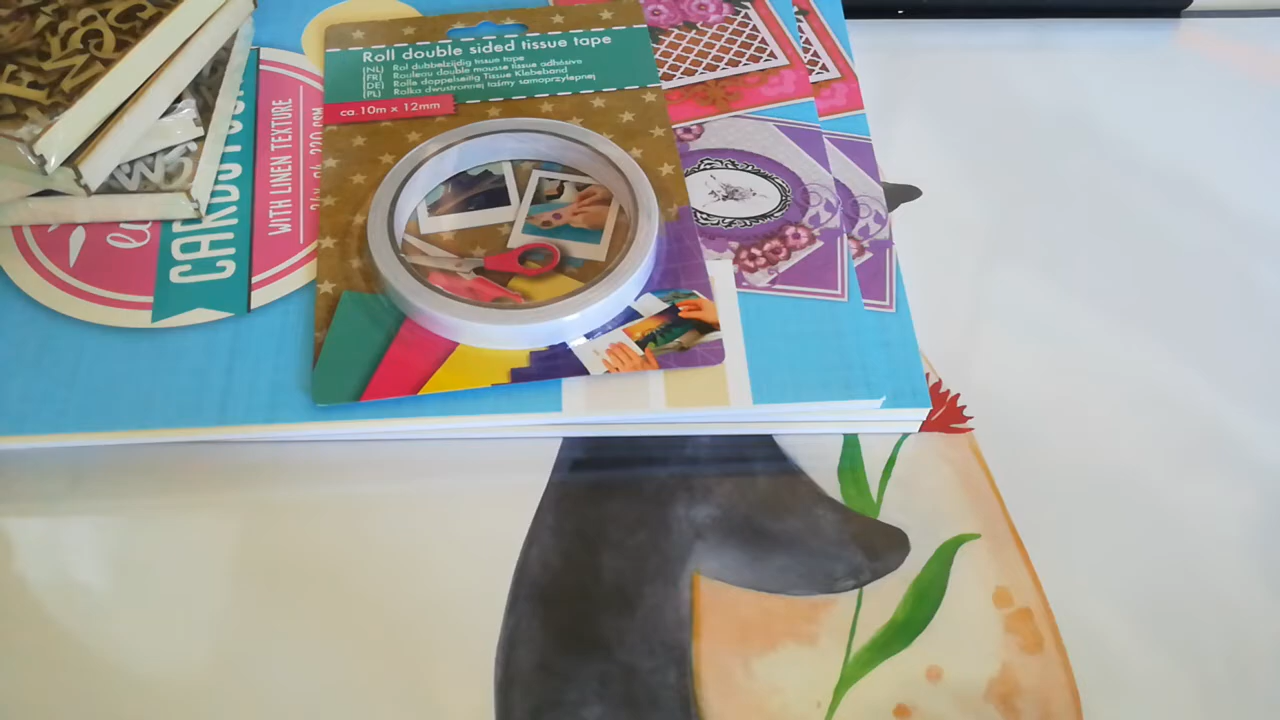 Roll double sided tissue tape
(NL) Rol dubbelzijdig tissue tape
(FR) Rouleau double mousse tissue adhésive
(DE) Rolle doppelseitig Tissue Klebeband
(PL) Rolka dwustronnej taśmy samoprzylepnej
ca.10m x 12mm
WITH LINEN TEXTURE